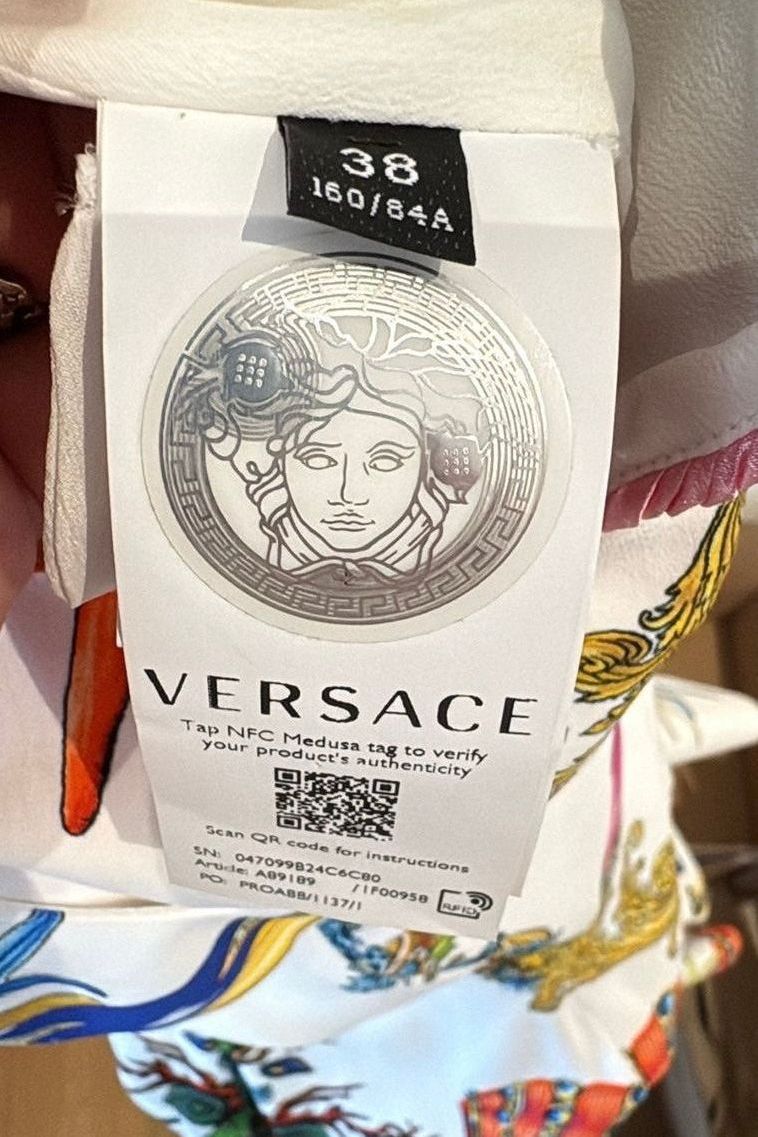 38
160/84A
VERSACE
Tap NFC Medusa tag to verify
your product's authenticity
Scan QR code for instructions
SN: 047099B24C6C80
Article: A89189 /1F00958
PO: PROABB/1137/1
RFID